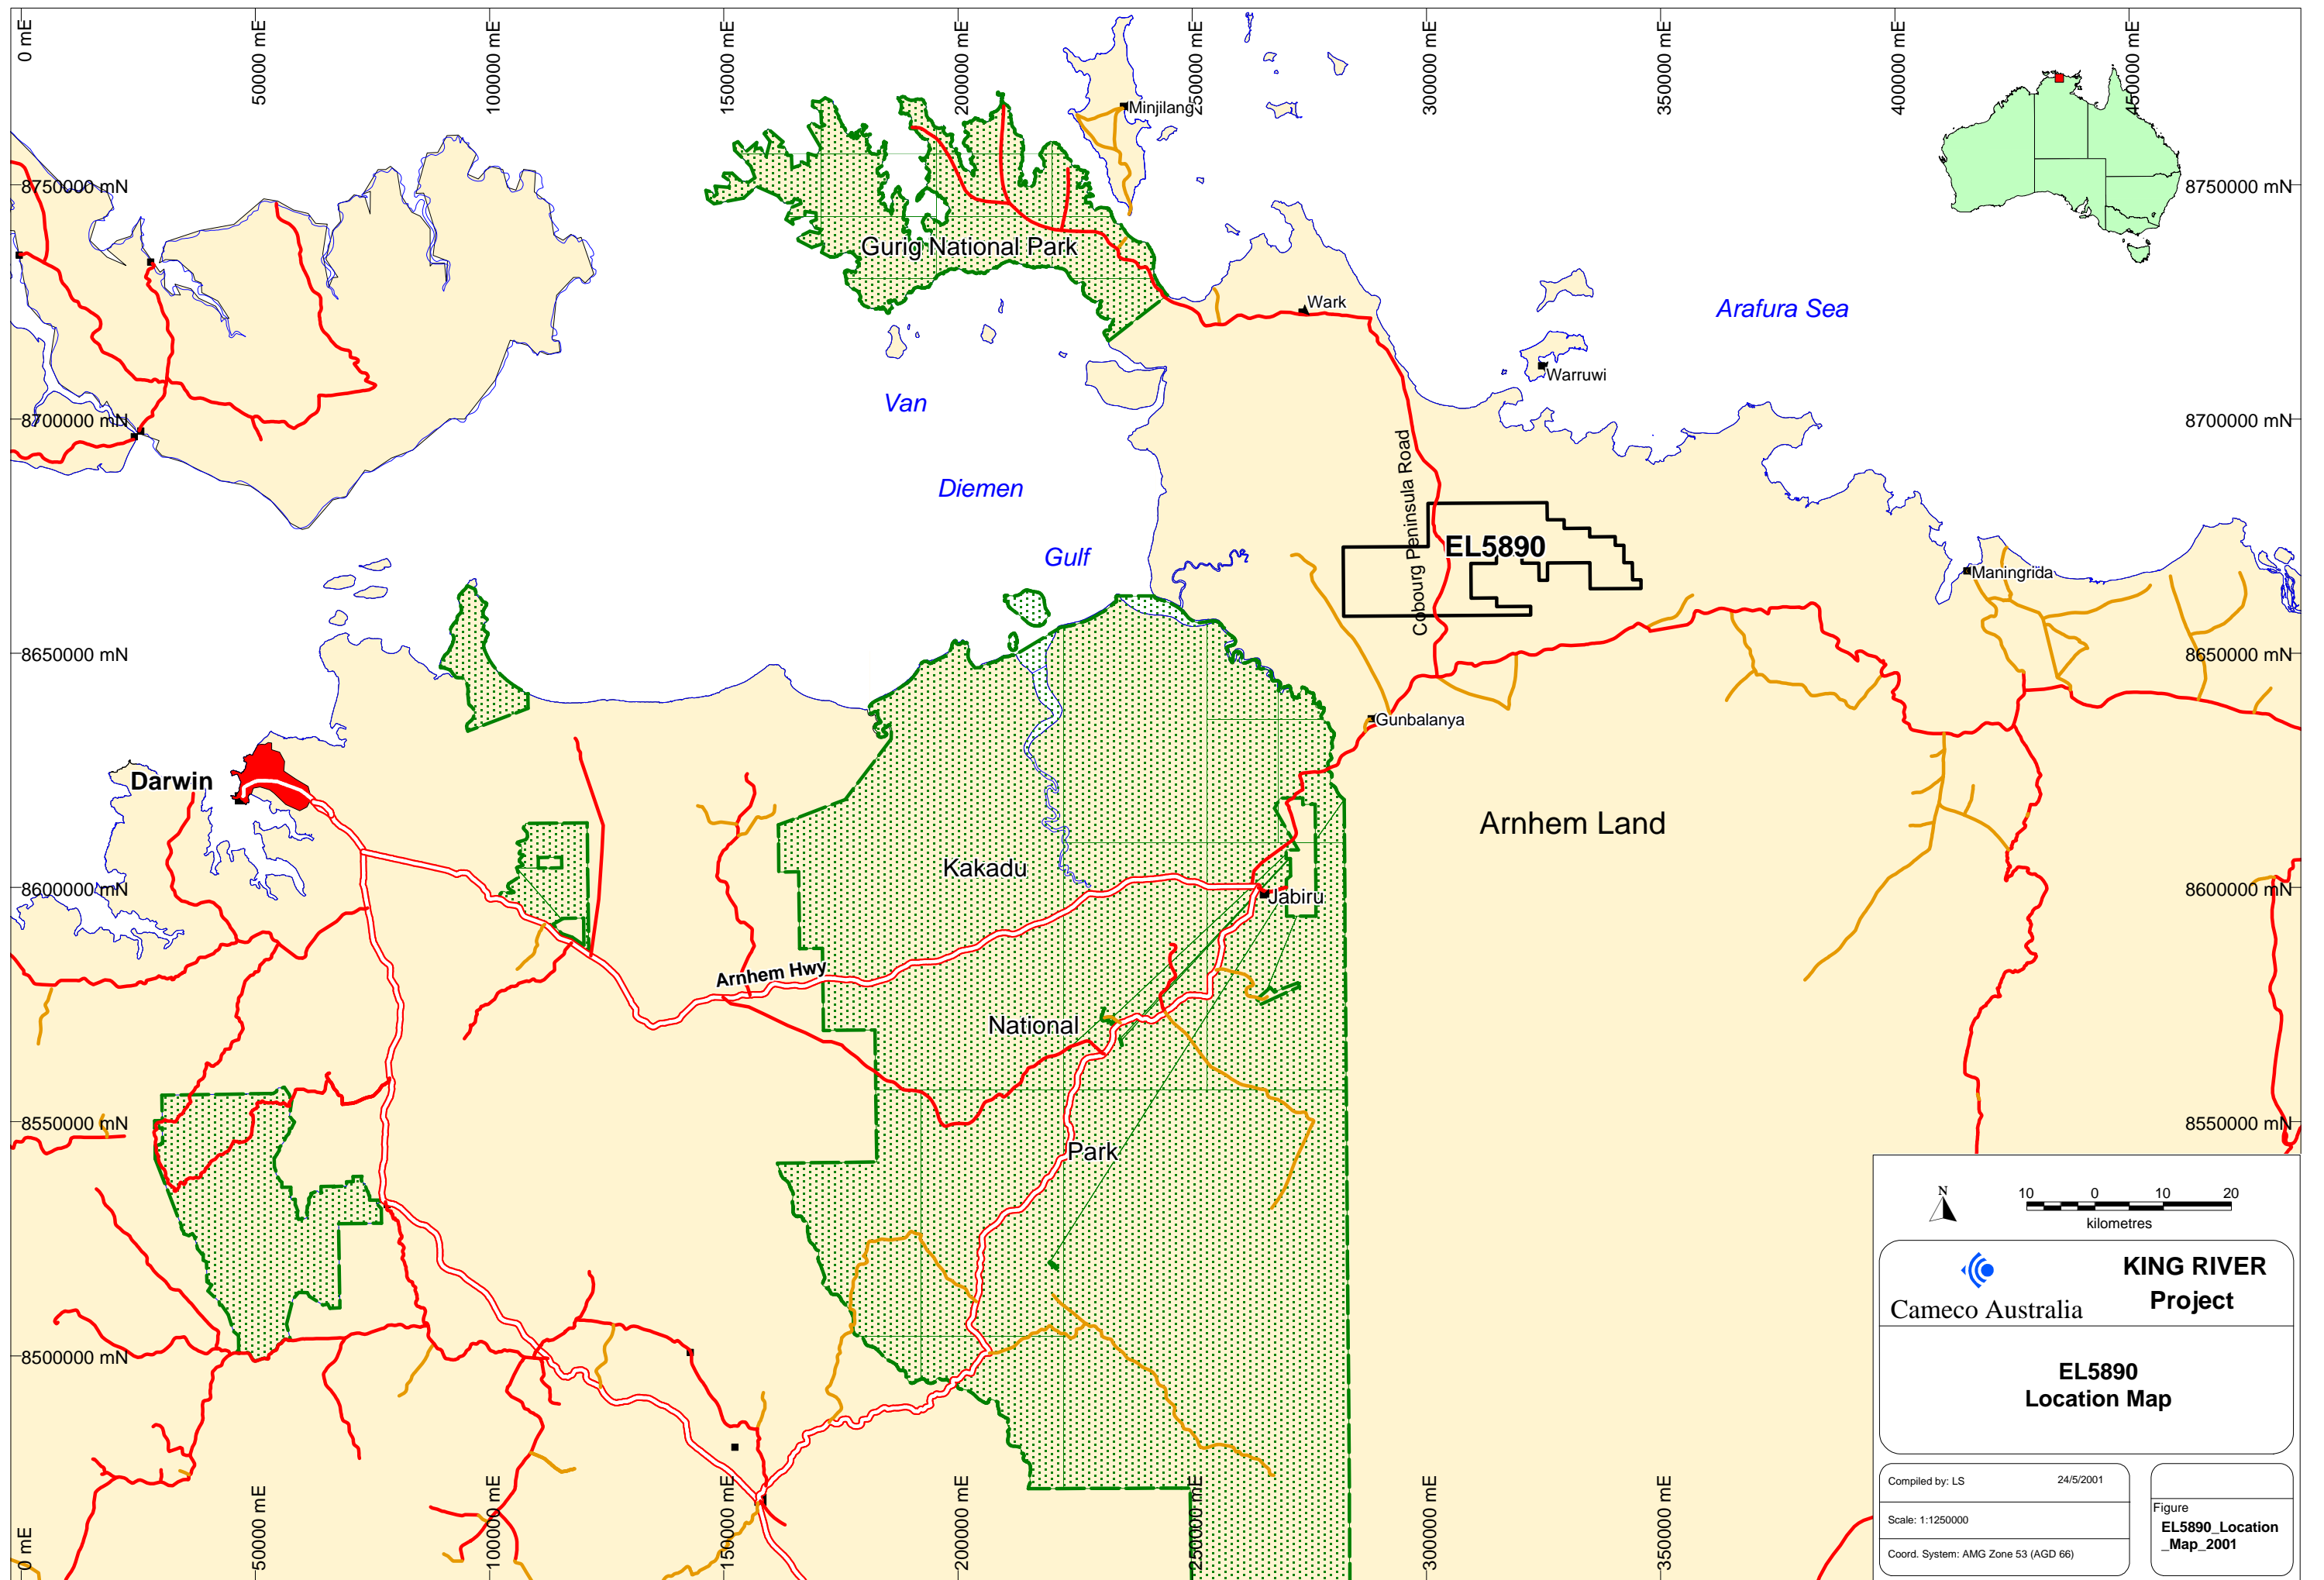 0 mE
50000 mE
100000 mE
150000 mE
200000 mE
250000 mE
300000 mE
350000 mE
400000 mE
450000 mE
Minjilang
8750000 mN
8750000 mN
Gurig National Park
Wark
Arafura Sea
Warruwi
Van
8700000 mN
8700000 mN
Cobourg Peninsula Road
Diemen
EL5890
Gulf
Maningrida
8650000 mN
8650000 mN
Gunbalanya
Darwin
Arnhem Land
Kakadu
8600000 mN
8600000 mN
Jabiru
Arnhem Hwy
National
8550000 mN
8550000 mN
Park
8500000 mN
0 mE
50000 mE
100000 mE
150000 mE
200000 mE
250000 mE
300000 mE
350000 mE
N
10 0 10 20
kilometres
Cameco Australia
KING RIVER
Project
EL5890
Location Map
Compiled by: LS 24/5/2001
Scale: 1:1250000
Coord. System: AMG Zone 53 (AGD 66)
Figure
EL5890_Location
_Map_2001